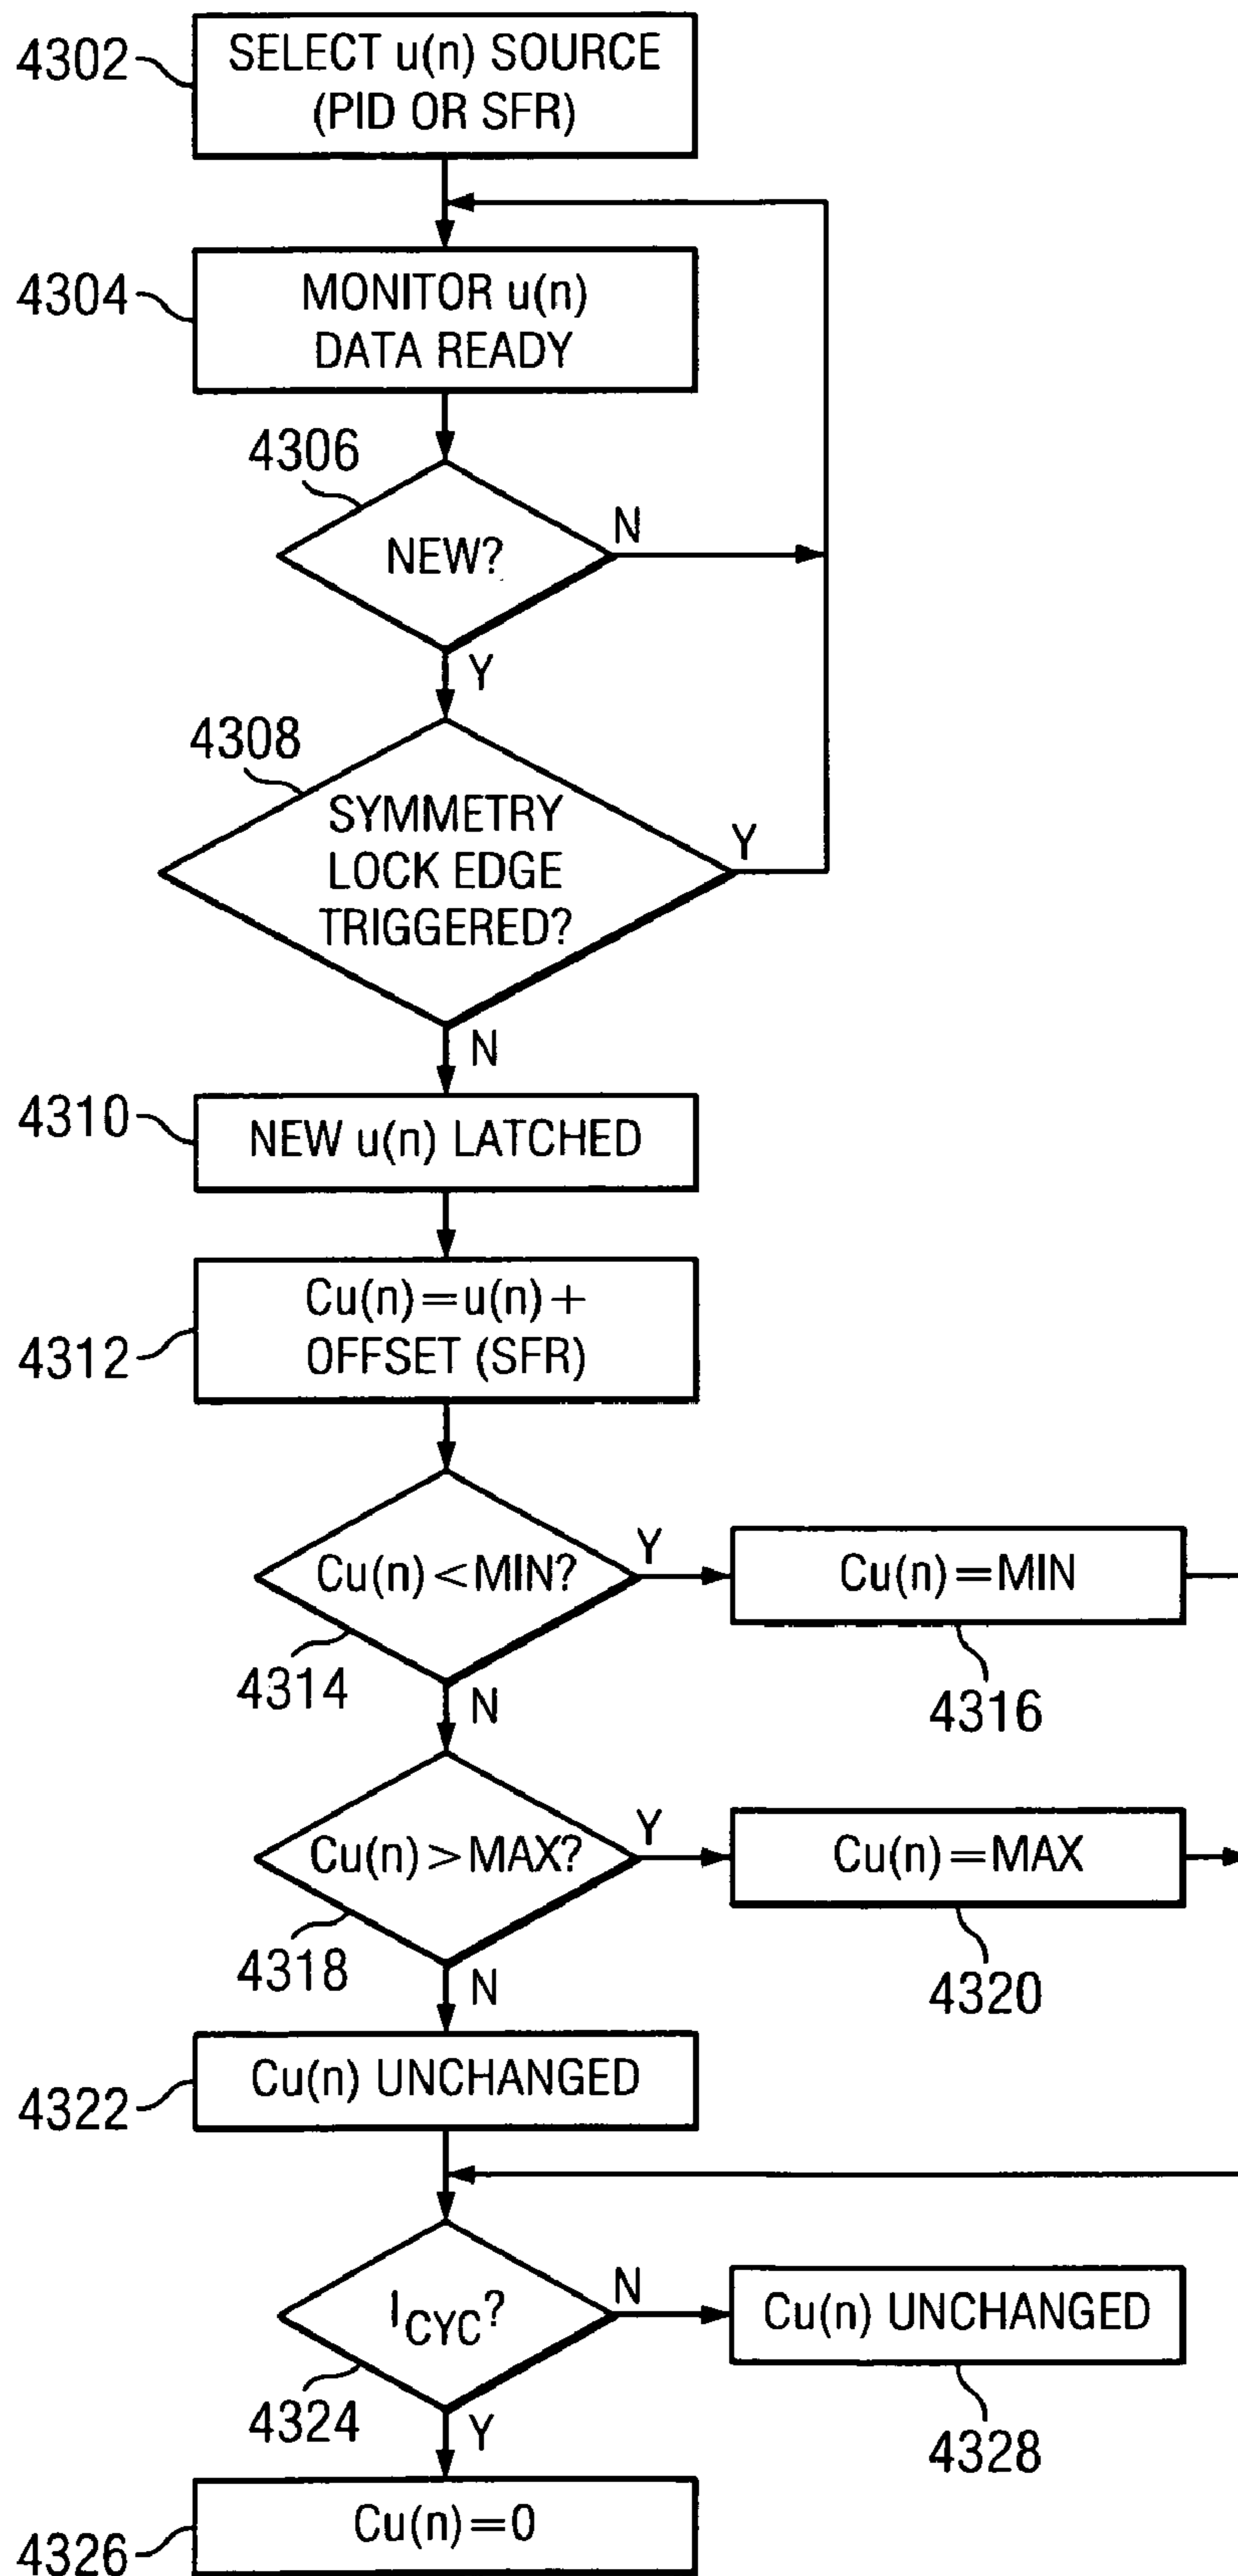 4302
SELECT u(n) SOURCE
(PID OR SFR)
4304
MONITOR u(n)
DATA READY
4306
NEW?
N
Y
4308
SYMMETRY
LOCK EDGE
TRIGGERED?
Y
N
4310
NEW u(n) LATCHED
4312
Cu(n)=u(n)+
OFFSET (SFR)
Cu(n)<MIN?
Y
Cu(n)=MIN
4314
N
4316
Cu(n)>MAX?
Y
Cu(n)=MAX
4318
N
4320
4322
Cu(n) UNCHANGED
ICYC?
N
Cu(n) UNCHANGED
4324
Y
4328
4326
Cu(n)=0